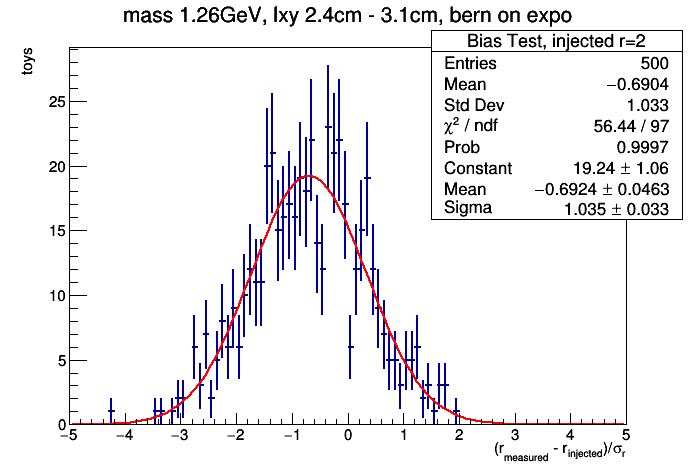 mass 1.26GeV, lxy 2.4cm - 3.1cm, bern on expo
Bias Test, injected r=2
Entries 500
Mean −0.6904
Std Dev 1.033
χ² / ndf 56.44 / 97
Prob 0.9997
Constant 19.24 ± 1.06
Mean −0.6924 ± 0.0463
Sigma 1.035 ± 0.033
toys
25
20
15
10
5
0
−5 −4 −3 −2 −1 0 1 2 3 4 5
(r_measured - r_injected)/σ_r